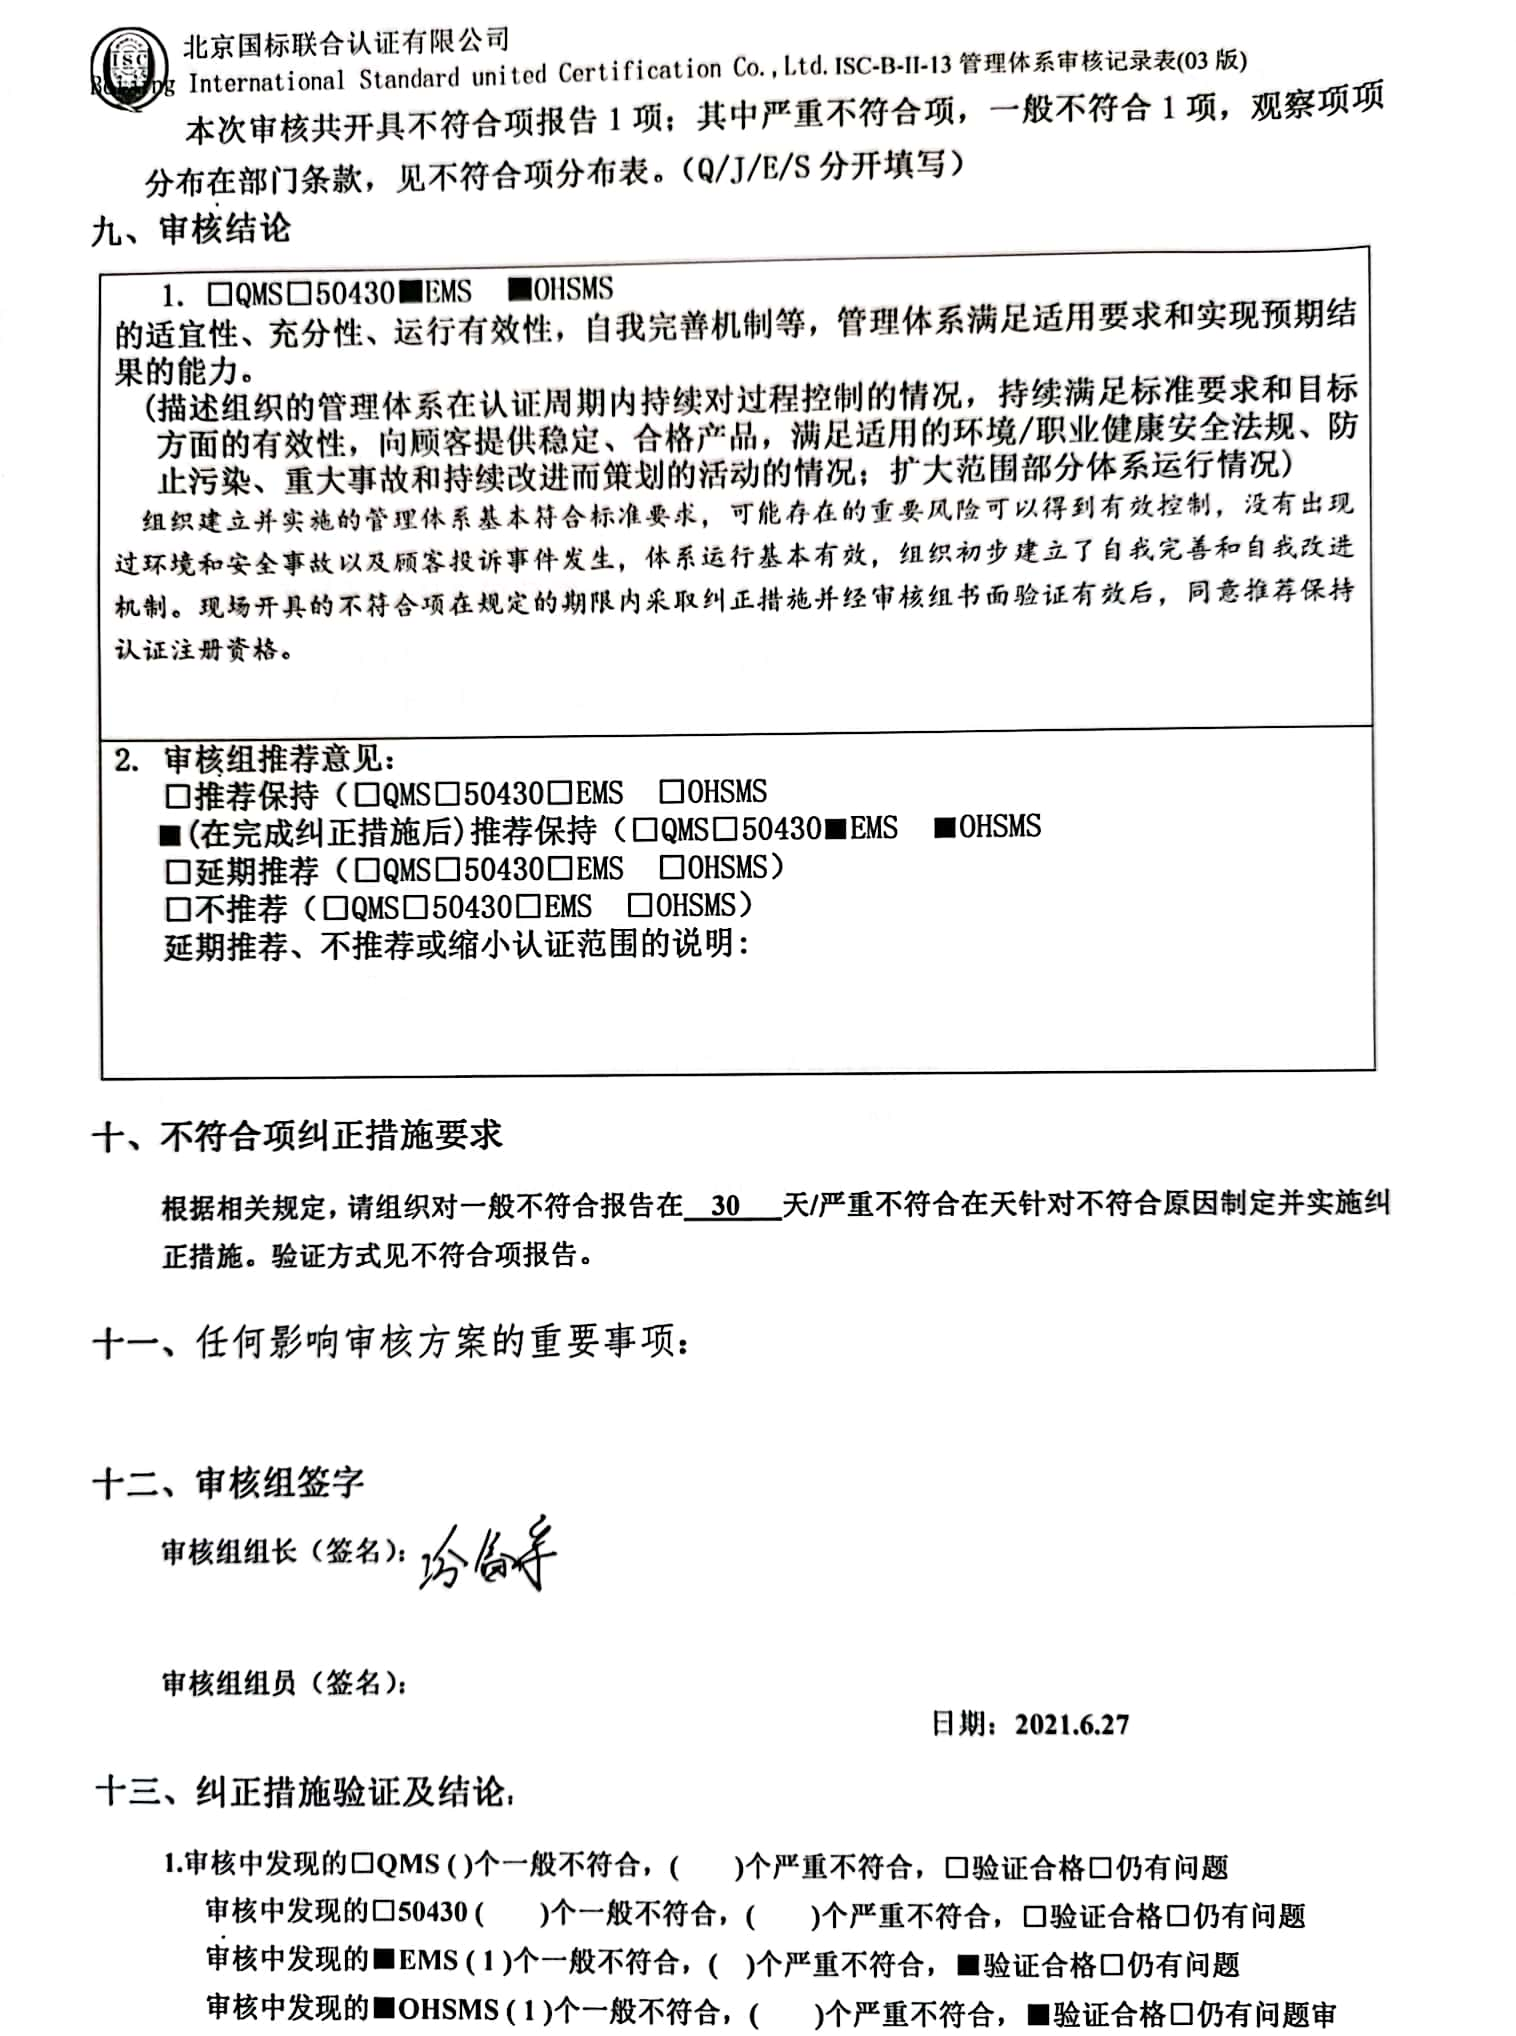 北京国标联合认证有限公司
Beijing International Standard united Certification Co.,Ltd. ISC-B-II-13 管理体系审核记录表(03 版)
ISC
本次审核共开具不符合项报告 1 项；其中严重不符合项，一般不符合 1 项，观察项项
分布在部门条款，见不符合项分布表。（Q/J/E/S 分开填写）
九、审核结论
1. □QMS□50430■EMS ■OHSMS
的适宜性、充分性、运行有效性，自我完善机制等，管理体系满足适用要求和实现预期结
果的能力。
(描述组织的管理体系在认证周期内持续对过程控制的情况，持续满足标准要求和目标
方面的有效性，向顾客提供稳定、合格产品，满足适用的环境/职业健康安全法规、防
止污染、重大事故和持续改进而策划的活动的情况；扩大范围部分体系运行情况)
组织建立并实施的管理体系基本符合标准要求，可能存在的重要风险可以得到有效控制，没有出现
过环境和安全事故以及顾客投诉事件发生，体系运行基本有效，组织初步建立了自我完善和自我改进
机制。现场开具的不符合项在规定的期限内采取纠正措施并经审核组书面验证有效后，同意推荐保持
认证注册资格。
2. 审核组推荐意见：
□推荐保持（□QMS□50430□EMS □OHSMS
■(在完成纠正措施后)推荐保持（□QMS□50430■EMS ■OHSMS
□延期推荐（□QMS□50430□EMS □OHSMS）
□不推荐（□QMS□50430□EMS □OHSMS）
延期推荐、不推荐或缩小认证范围的说明：
十、不符合项纠正措施要求
根据相关规定，请组织对一般不符合报告在 30 天/严重不符合在天针对不符合原因制定并实施纠
正措施。验证方式见不符合项报告。
十一、任何影响审核方案的重要事项：
十二、审核组签字
审核组组长（签名）：
审核组组员（签名）：
日期：2021.6.27
十三、纠正措施验证及结论：
1.审核中发现的□QMS ( )个一般不符合，( )个严重不符合，□验证合格□仍有问题
审核中发现的□50430 ( )个一般不符合，( )个严重不符合，□验证合格□仍有问题
审核中发现的■EMS ( 1 )个一般不符合，( )个严重不符合，■验证合格□仍有问题
审核中发现的■OHSMS ( 1 )个一般不符合，( )个严重不符合，■验证合格□仍有问题审